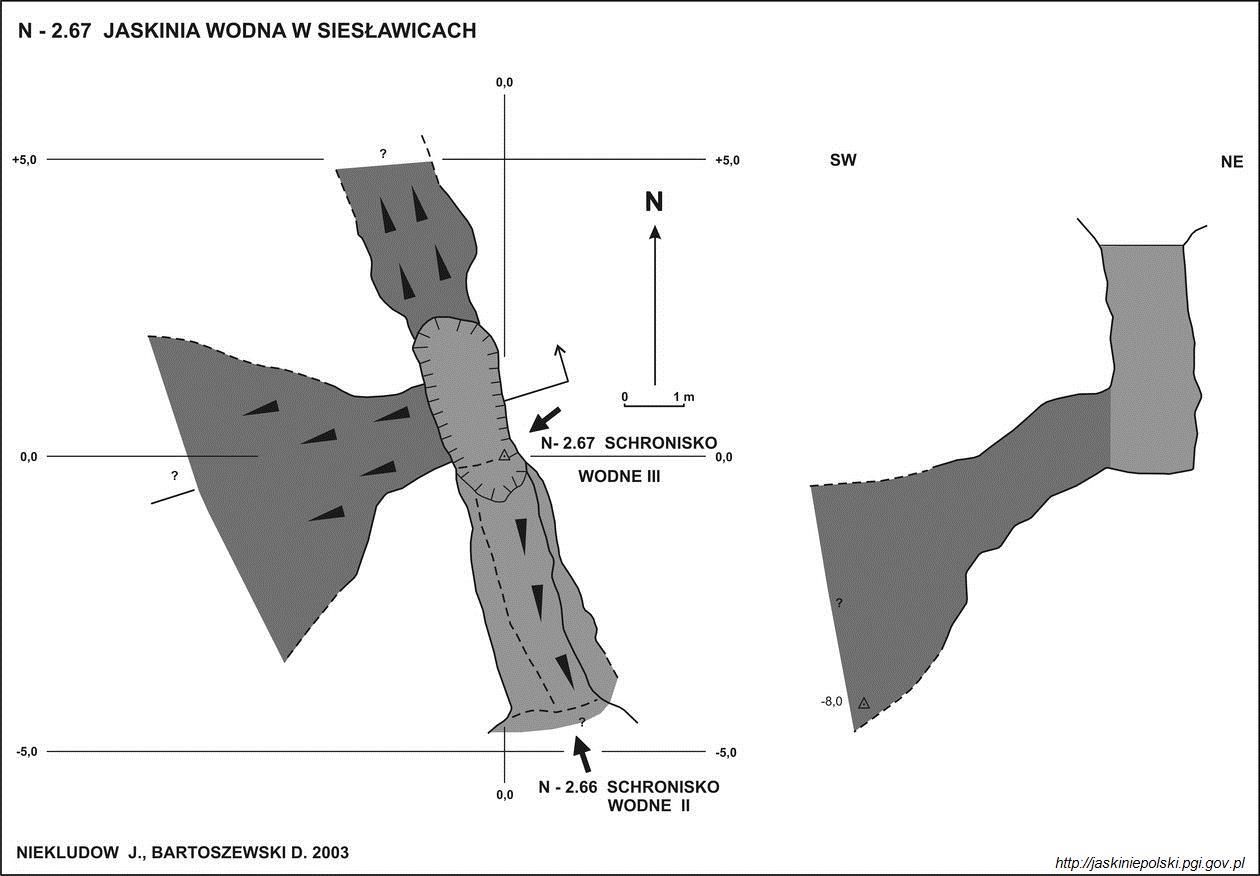 N - 2.67 JASKINIA WODNA W SIESŁAWICACH
0,0
+5,0
?
+5,0
SW
NE
N
0 1 m
N- 2.67 SCHRONISKO
WODNE III
0,0
0,0
?
?
-8,0
?
-5,0
-5,0
0,0
N - 2.66 SCHRONISKO
WODNE II
NIEKLUDOW J., BARTOSZEWSKI D. 2003
http://jaskiniepolski.pgi.gov.pl